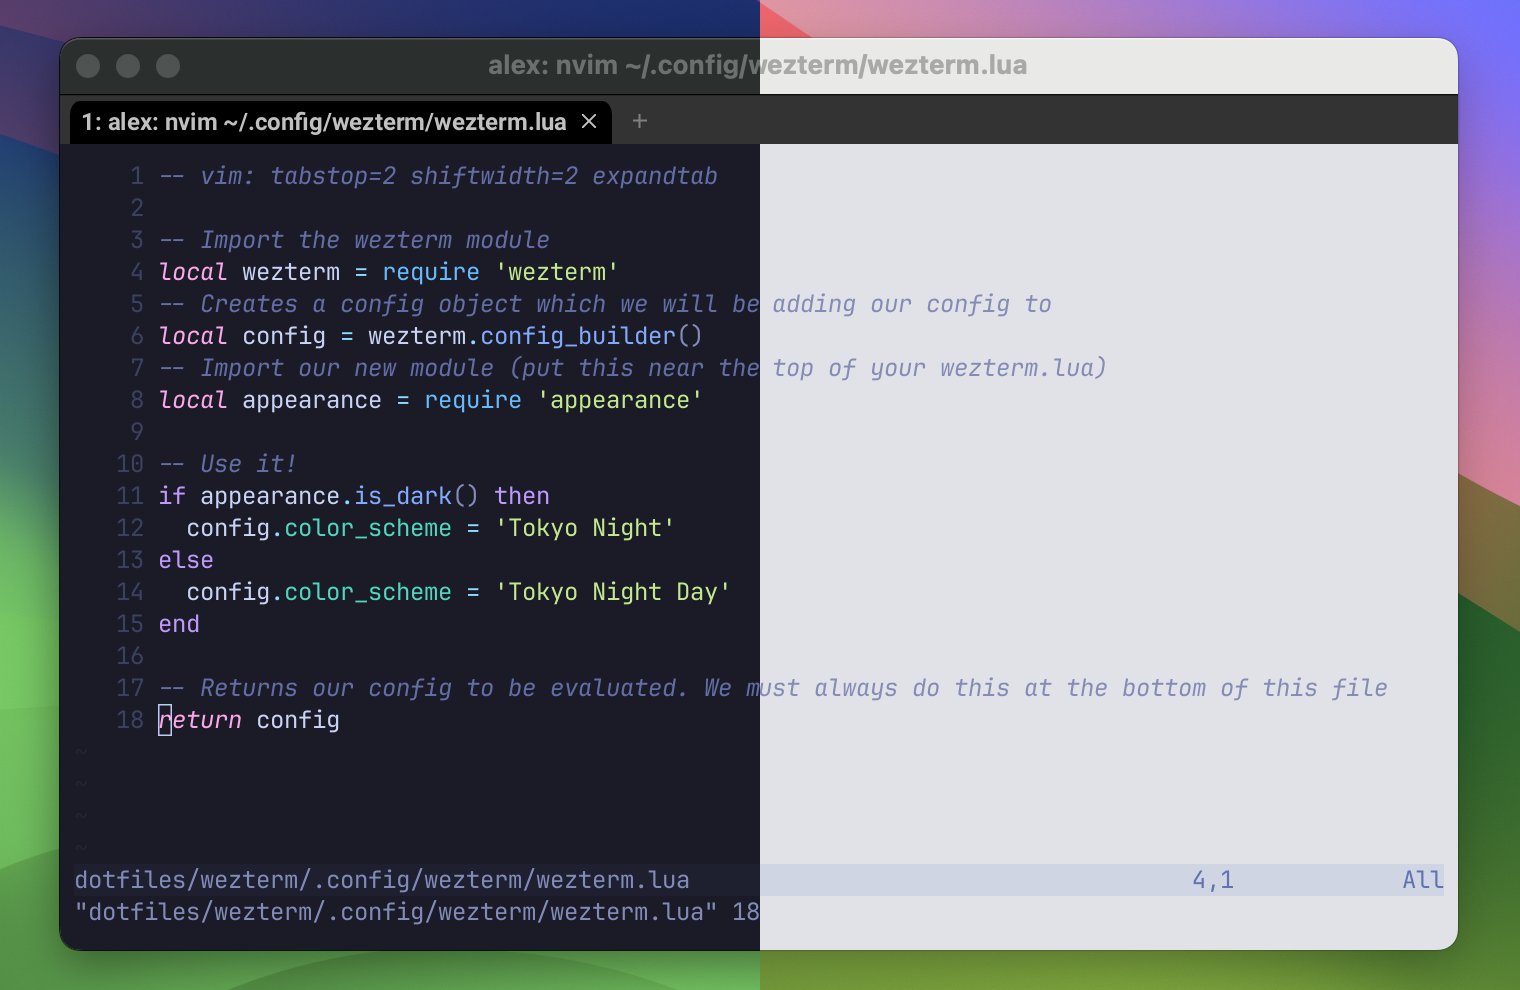 alex: nvim ~/.config/wezterm/wezterm.lua
1: alex: nvim ~/.config/wezterm/wezterm.lua × +
1 -- vim: tabstop=2 shiftwidth=2 expandtab
2
3 -- Import the wezterm module
4 local wezterm = require 'wezterm'
5 -- Creates a config object which we will be adding our config to
6 local config = wezterm.config_builder()
7 -- Import our new module (put this near the top of your wezterm.lua)
8 local appearance = require 'appearance'
9
10 -- Use it!
11 if appearance.is_dark() then
12   config.color_scheme = 'Tokyo Night'
13 else
14   config.color_scheme = 'Tokyo Night Day'
15 end
16
17 -- Returns our config to be evaluated. We must always do this at the bottom of this file
18 return config
~
~
~
~
dotfiles/wezterm/.config/wezterm/wezterm.lua 4,1 All
"dotfiles/wezterm/.config/wezterm/wezterm.lua" 18